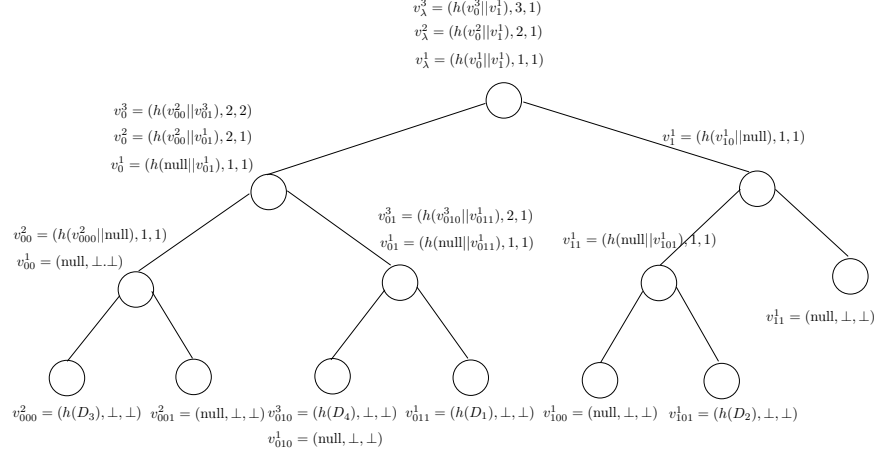 v_λ^3 = (h(v_0^3||v_1^1), 3, 1)
v_λ^2 = (h(v_0^2||v_1^1), 2, 1)
v_λ^1 = (h(v_0^1||v_1^1), 1, 1)
v_0^3 = (h(v_00^2||v_01^3), 2, 2)
v_0^2 = (h(v_00^2||v_01^1), 2, 1)
v_0^1 = (h(null||v_01^1), 1, 1)
v_1^1 = (h(v_10^1||null), 1, 1)
v_00^2 = (h(v_000^2||null), 1, 1)
v_00^1 = (null, ⊥.⊥)
v_01^3 = (h(v_010^3||v_011^1), 2, 1)
v_01^1 = (h(null||v_011^1), 1, 1)
v_11^1 = (h(null||v_101^1), 1, 1)
v_11^1 = (null, ⊥, ⊥)
v_000^2 = (h(D_3), ⊥, ⊥)
v_001^2 = (null, ⊥, ⊥)
v_010^3 = (h(D_4), ⊥, ⊥)
v_010^1 = (null, ⊥, ⊥)
v_011^1 = (h(D_1), ⊥, ⊥)
v_100^1 = (null, ⊥, ⊥)
v_101^1 = (h(D_2), ⊥, ⊥)